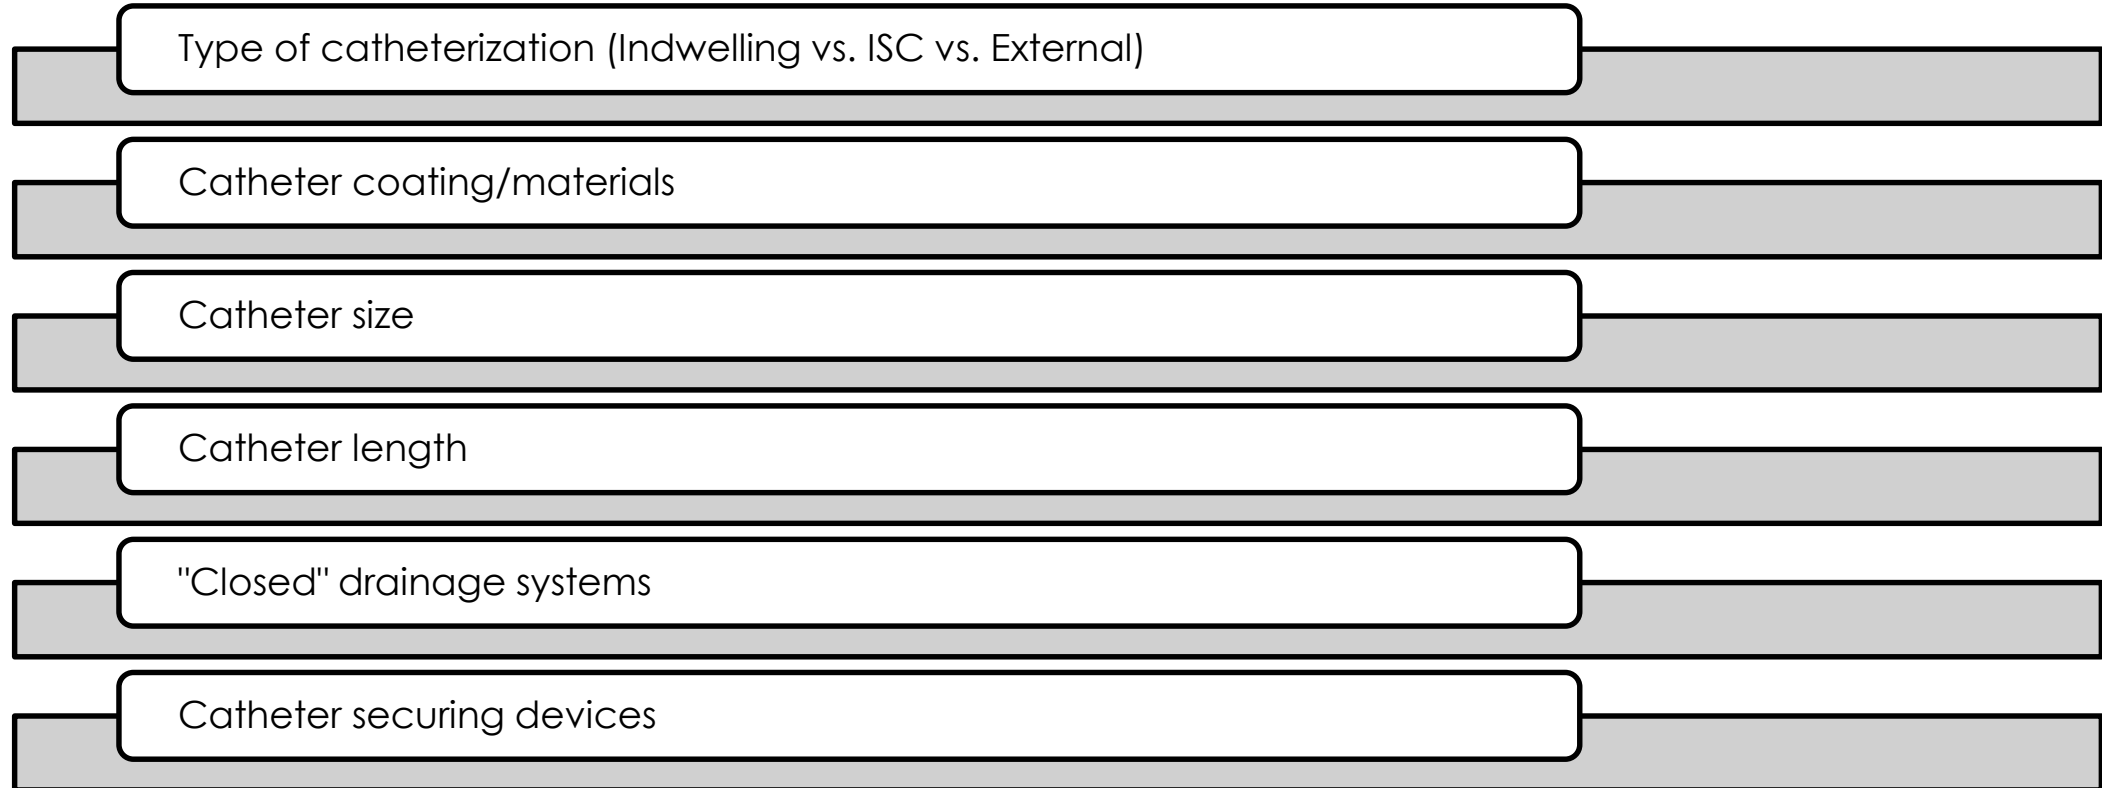 Type of catheterization (Indwelling vs. ISC vs. External)
Catheter coating/materials
Catheter size
Catheter length
"Closed" drainage systems
Catheter securing devices